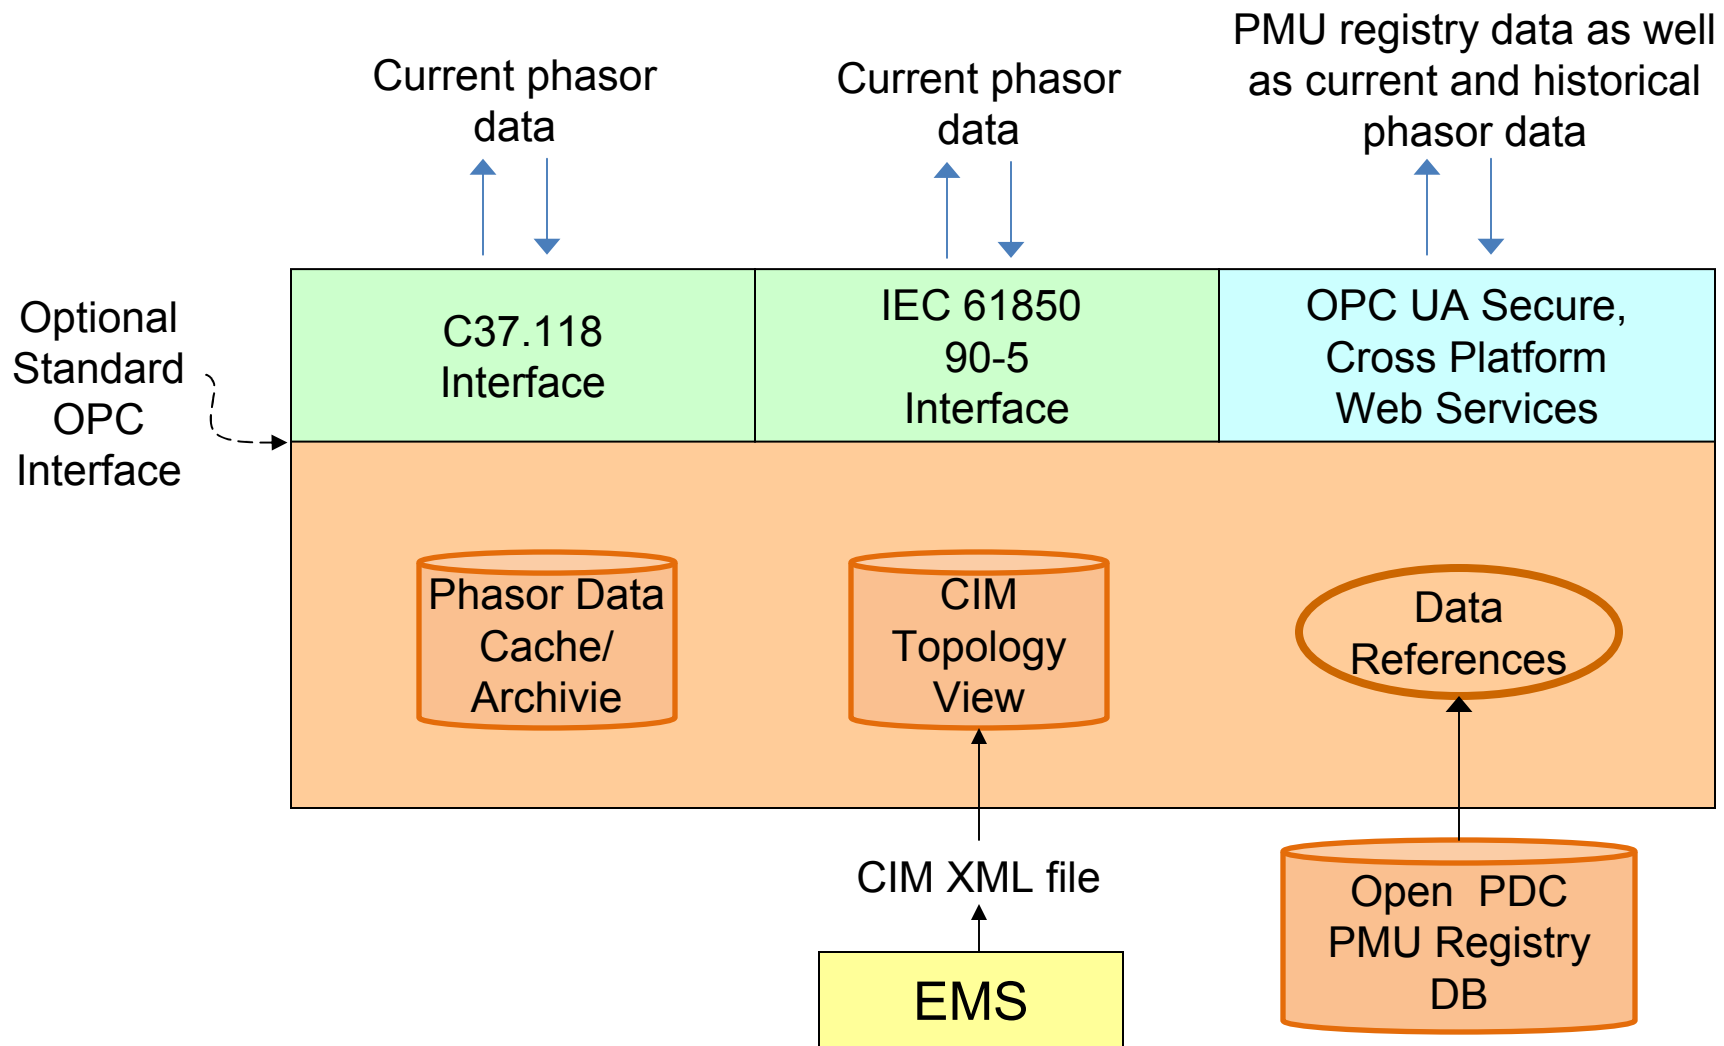 Current phasor
data
Current phasor
data
PMU registry data as well
as current and historical
phasor data
Optional
Standard
OPC
Interface
C37.118
Interface
IEC 61850
90-5
Interface
OPC UA Secure,
Cross Platform
Web Services
Phasor Data
Cache/
Archivie
CIM
Topology
View
Data
References
CIM XML file
EMS
Open  PDC
PMU Registry
DB